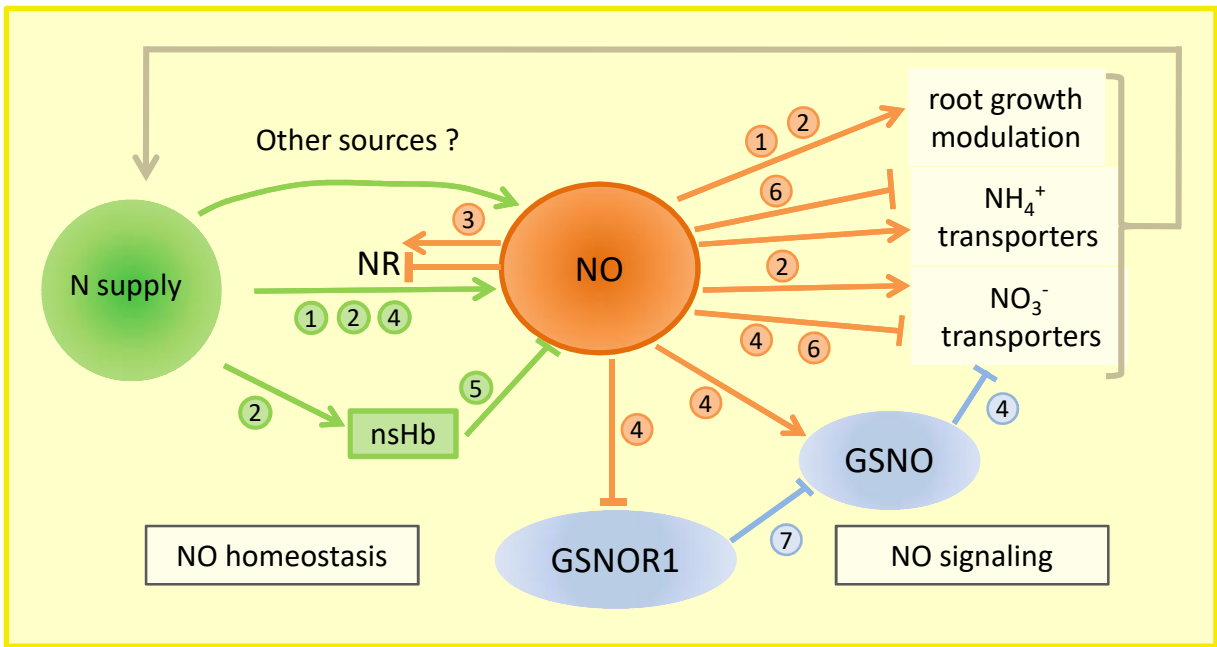 Other sources ?
N supply
NR
3
1 2 4
2
nsHb
5
NO
1 2
6
2
4 6
4
4
root growth
modulation
NH₄⁺
transporters
NO₃⁻
transporters
4
GSNO
7
GSNOR1
NO homeostasis
NO signaling